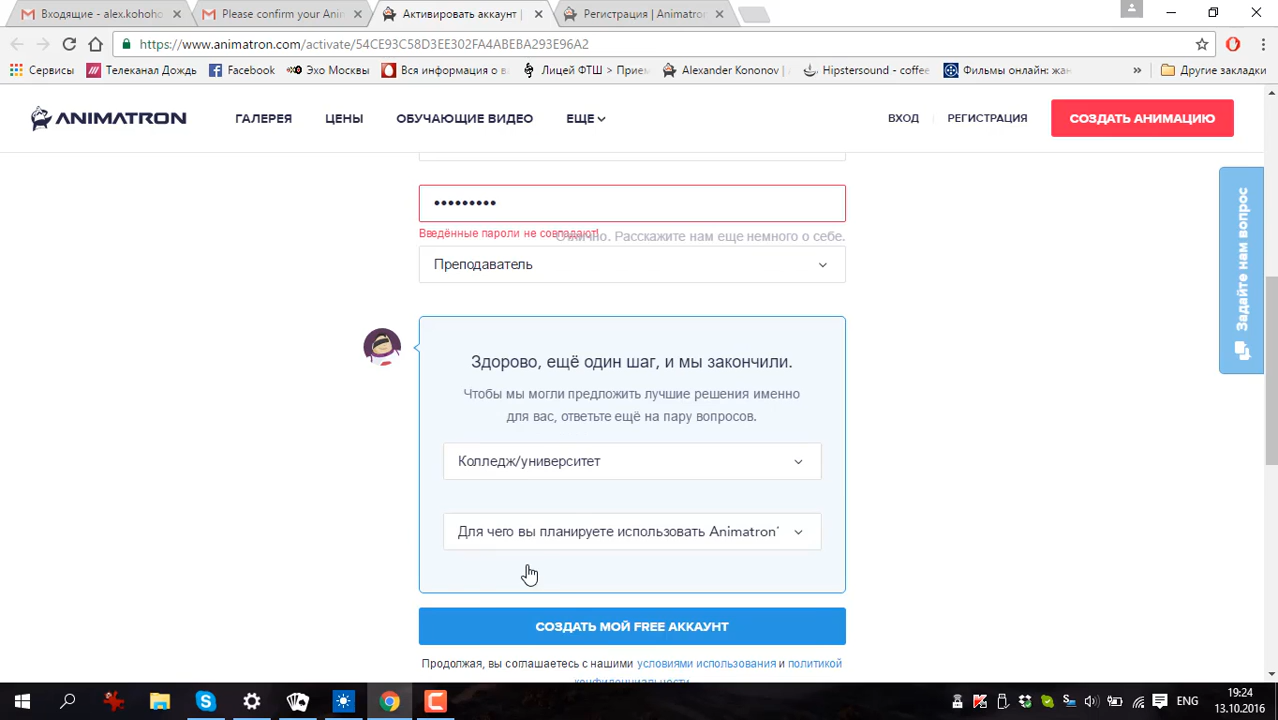 Входящие - alex.kohoho
Please confirm your Anim
Активировать аккаунт |
Регистрация | Animatron
https://www.animatron.com/activate/54CE93C58D3EE302FA4ABEBA293E96A2
Сервисы
Телеканал Дождь
Facebook
Эхо Москвы
Вся информация о в
Лицей ФТШ > Прием
Alexander Kononov |
Hipstersound - coffee
Фильмы онлайн: жан
»
Другие закладки
ANIMATRON
ГАЛЕРЕЯ
ЦЕНЫ
ОБУЧАЮЩИЕ ВИДЕО
ЕЩЕ
ВХОД
РЕГИСТРАЦИЯ
СОЗДАТЬ АНИМАЦИЮ
•••••••••
Введённые пароли не совпадают!
Отлично. Расскажите нам еще немного о себе.
Преподаватель
Здорово, ещё один шаг, и мы закончили.
Чтобы мы могли предложить лучшие решения именно
для вас, ответьте ещё на пару вопросов.
Колледж/университет
Для чего вы планируете использовать Animatron
СОЗДАТЬ МОЙ FREE АККАУНТ
Продолжая, вы соглашаетесь с нашими условиями использования и политикой
конфиденциальности
Задайте нам вопрос
ENG
19:24
13.10.2016